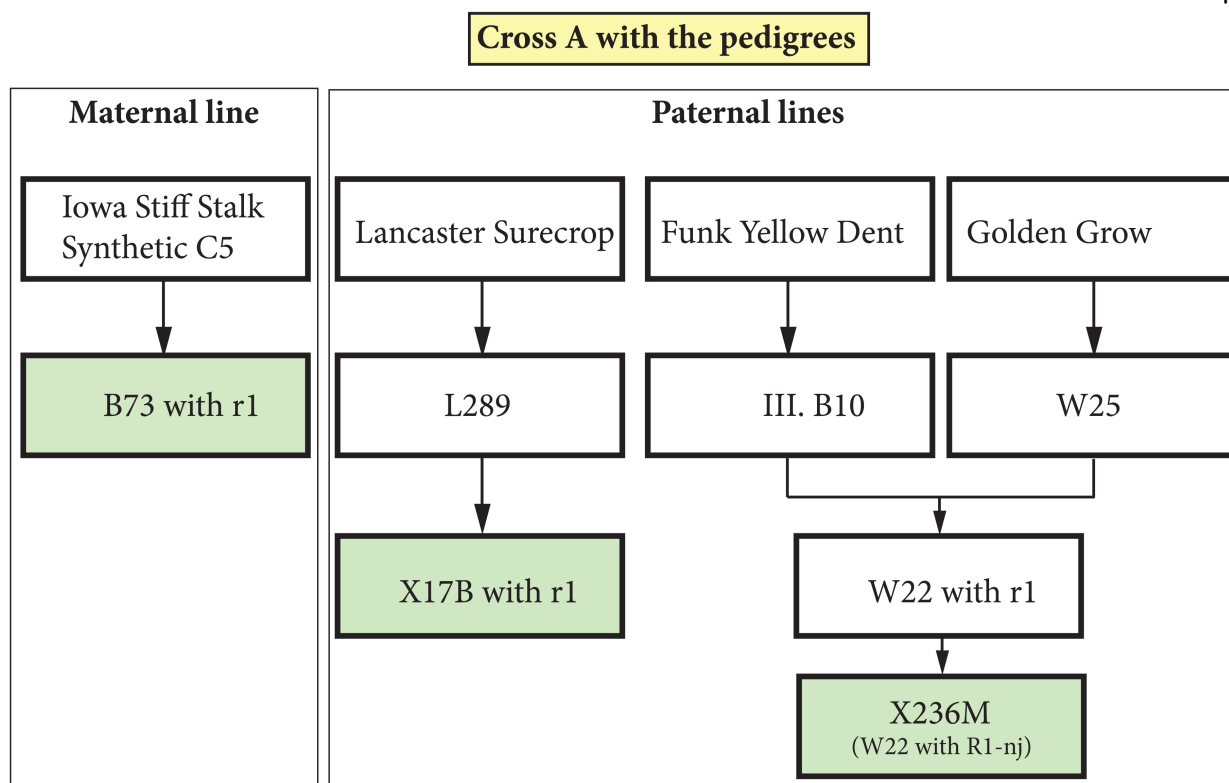 Cross A with the pedigrees
Maternal line
Paternal lines
Iowa Stiff Stalk
Synthetic C5
Lancaster Surecrop
Funk Yellow Dent
Golden Grow
B73 with r1
L289
III. B10
W25
X17B with r1
W22 with r1
X236M
(W22 with R1-nj)